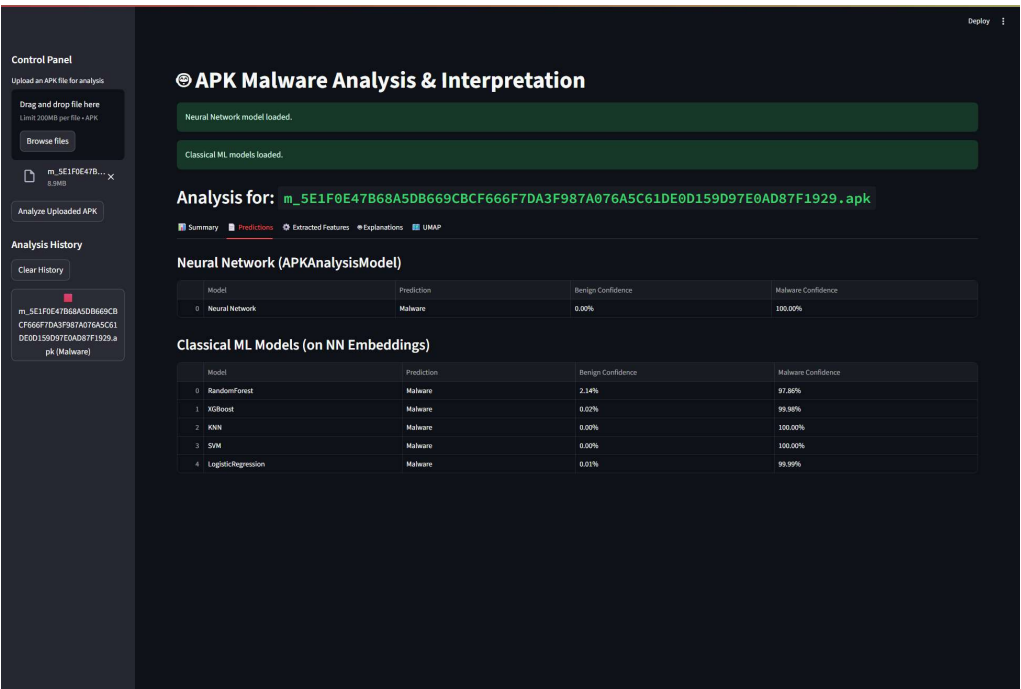 Deploy
Control Panel
Upload an APK file for analysis
Drag and drop file here
Limit 200MB per file • APK
Browse files
m_5E1F0E47B...
8.9MB
Analyze Uploaded APK
Analysis History
Clear History
m_5E1F0E47B68A5DB669CB
CF666F7DA3F987A076A5C61
DE0D159D97E0AD87F1929.a
pk (Malware)
APK Malware Analysis & Interpretation
Neural Network model loaded.
Classical ML models loaded.
Analysis for: m_5E1F0E47B68A5DB669CBCF666F7DA3F987A076A5C61DE0D159D97E0AD87F1929.apk
Summary Predictions Extracted Features Explanations UMAP
Neural Network (APKAnalysisModel)
Model Prediction Benign Confidence Malware Confidence
0 Neural Network Malware 0.00% 100.00%
Classical ML Models (on NN Embeddings)
Model Prediction Benign Confidence Malware Confidence
0 RandomForest Malware 2.14% 97.86%
1 XGBoost Malware 0.02% 99.98%
2 KNN Malware 0.00% 100.00%
3 SVM Malware 0.00% 100.00%
4 LogisticRegression Malware 0.01% 99.99%